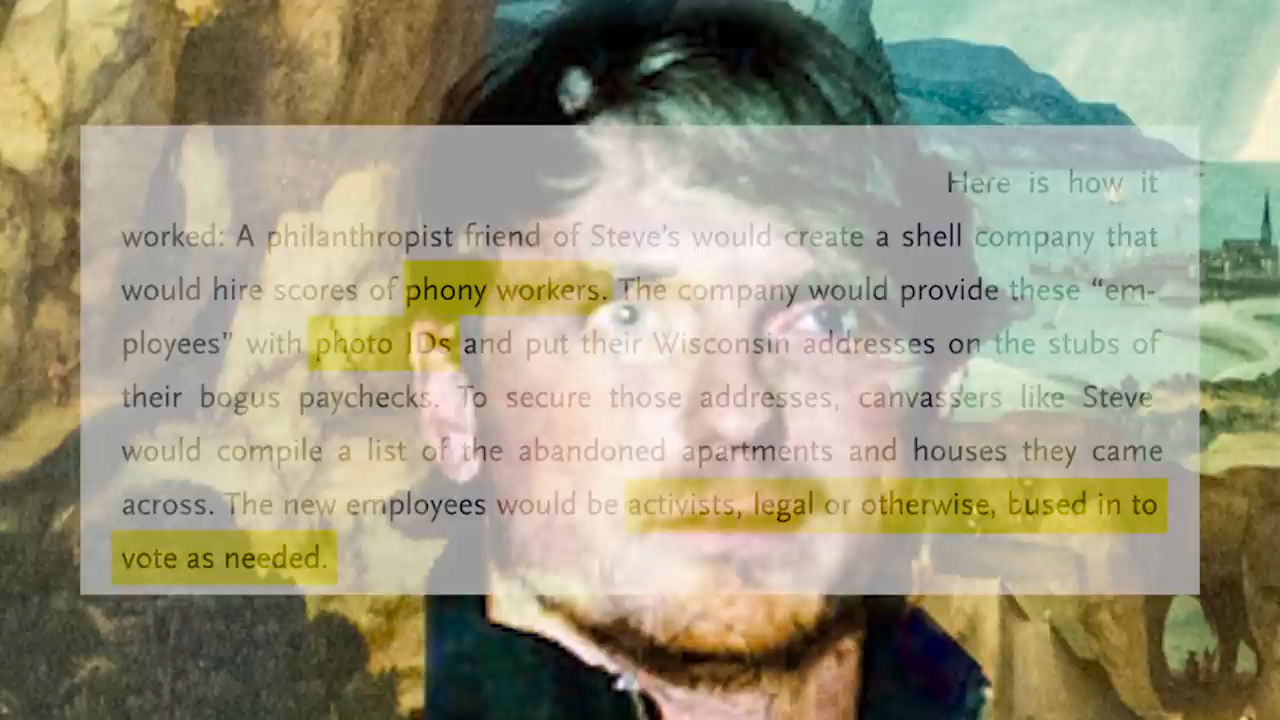 Here is how it
worked: A philanthropist friend of Steve's would create a shell company that
would hire scores of phony workers. The company would provide these “em-
ployees” with photo IDs and put their Wisconsin addresses on the stubs of
their bogus paychecks. To secure those addresses, canvassers like Steve
would compile a list of the abandoned apartments and houses they came
across. The new employees would be activists, legal or otherwise, bused in to
vote as needed.